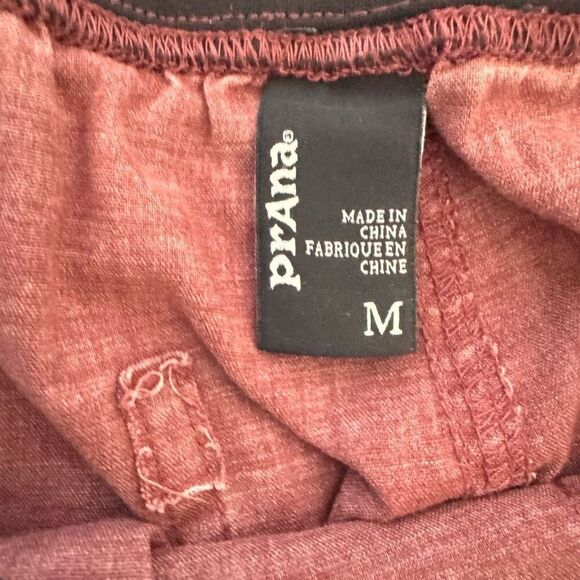 prAna®
MADE IN
CHINA
FABRIQUE EN
CHINE
M